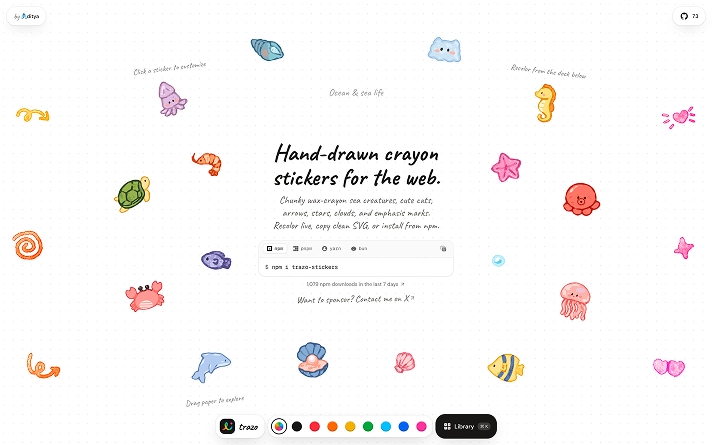 by Aditya
73
Click a sticker to customize
Recolor from the dock below
Ocean & sea life
Hand-drawn crayon
stickers for the web.
Chunky wax-crayon sea creatures, cute cats,
arrows, stars, clouds, and emphasis marks.
Recolor live, copy clean SVG, or install from npm.
npm pnpm yarn bun
$ npm i trazo-stickers
1,079 npm downloads in the last 7 days ↗
Want to sponsor? Contact me on X ↗
Drag paper to explore
trazo
Library ⌘K